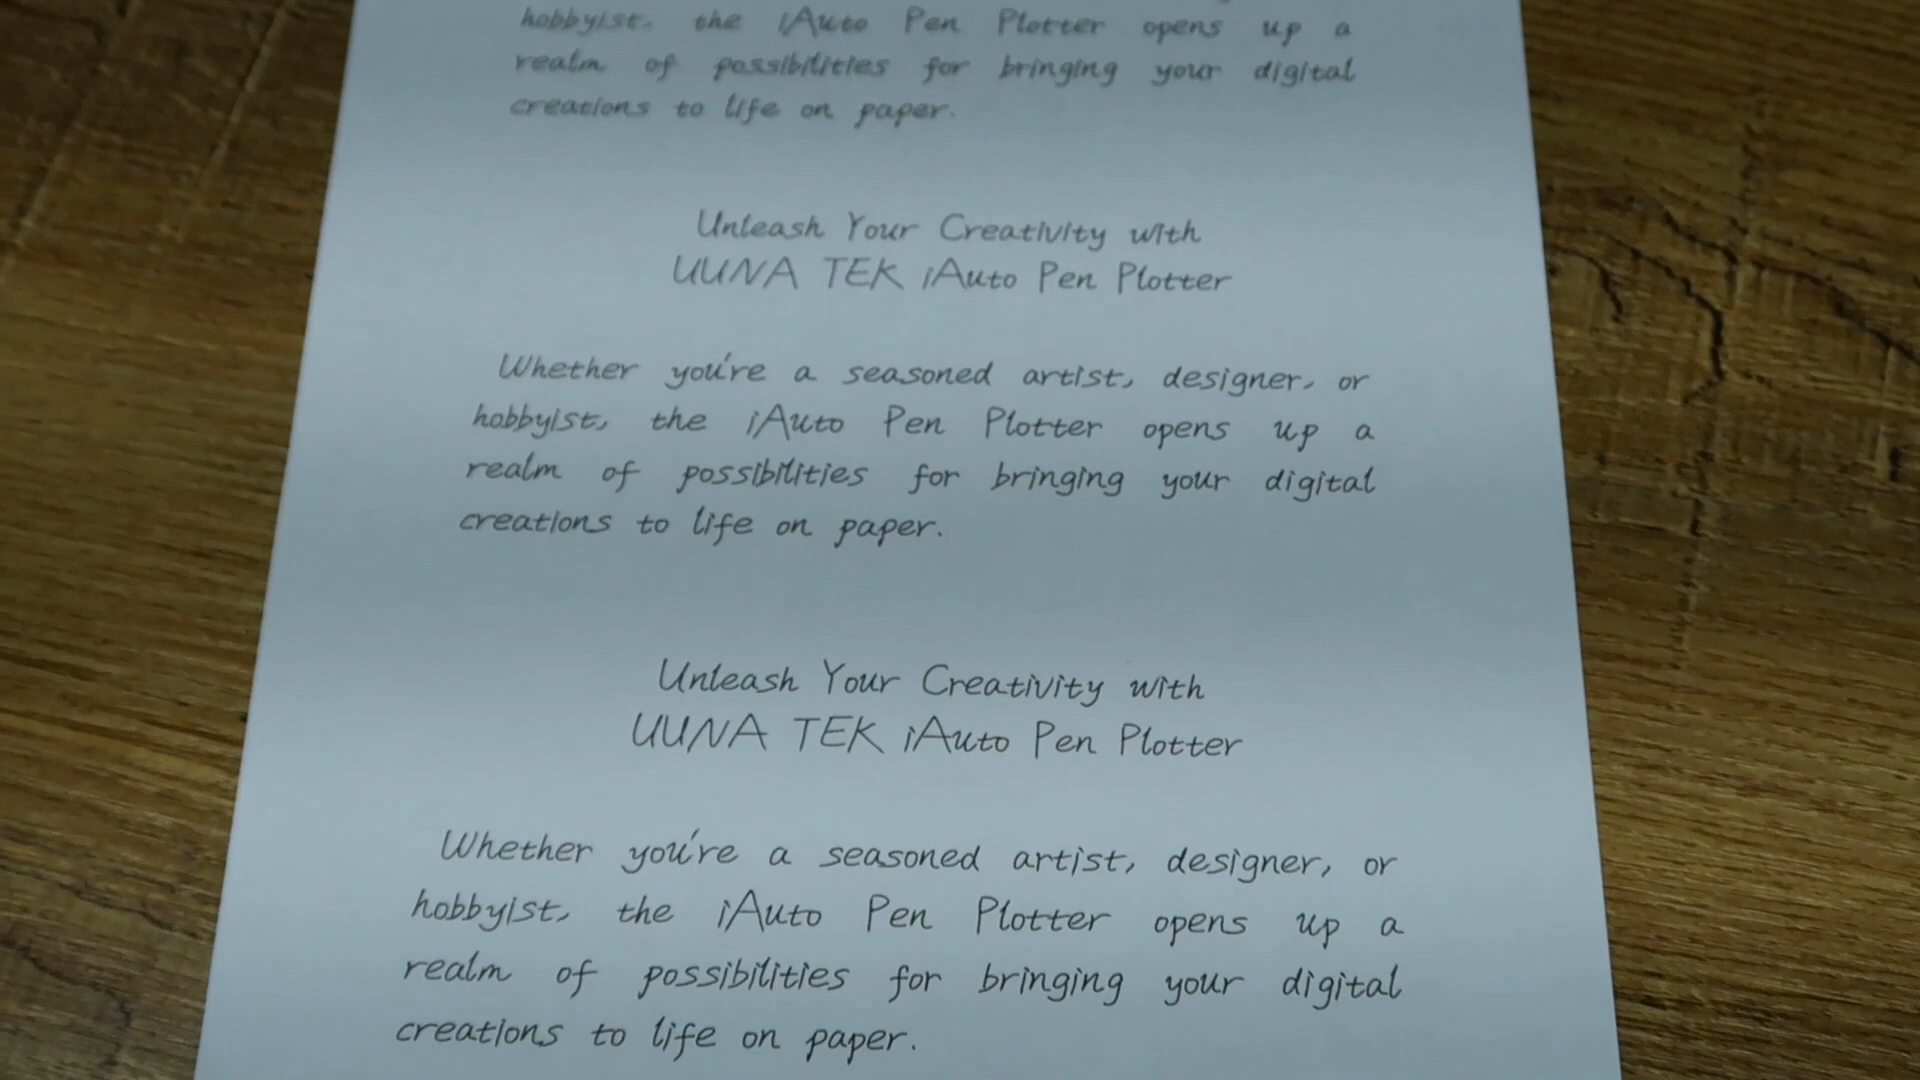 hobbyist, the iAuto Pen Plotter opens up a
realm of possibilities for bringing your digital
creations to life on paper.
Unleash Your Creativity with
UUNA TEK iAuto Pen Plotter
Whether you're a seasoned artist, designer, or
hobbyist, the iAuto Pen Plotter opens up a
realm of possibilities for bringing your digital
creations to life on paper.
Unleash Your Creativity with
UUNA TEK iAuto Pen Plotter
Whether you're a seasoned artist, designer, or
hobbyist, the iAuto Pen Plotter opens up a
realm of possibilities for bringing your digital
creations to life on paper.